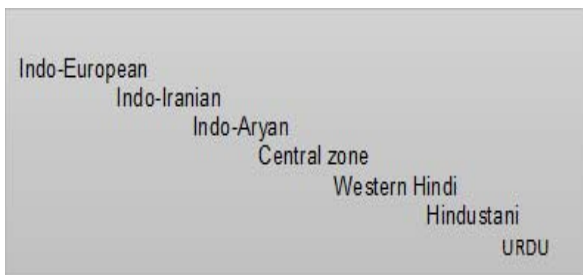 Indo-European
Indo-Iranian
Indo-Aryan
Central zone
Western Hindi
Hindustani
URDU